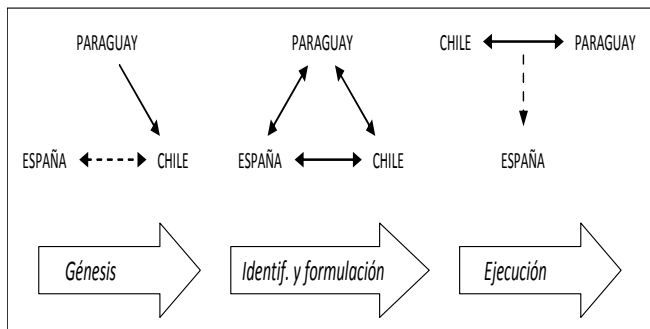 PARAGUAY
ESPAÑA CHILE
PARAGUAY
ESPAÑA CHILE
CHILE PARAGUAY
ESPAÑA
Génesis
Identif. y formulación
Ejecución